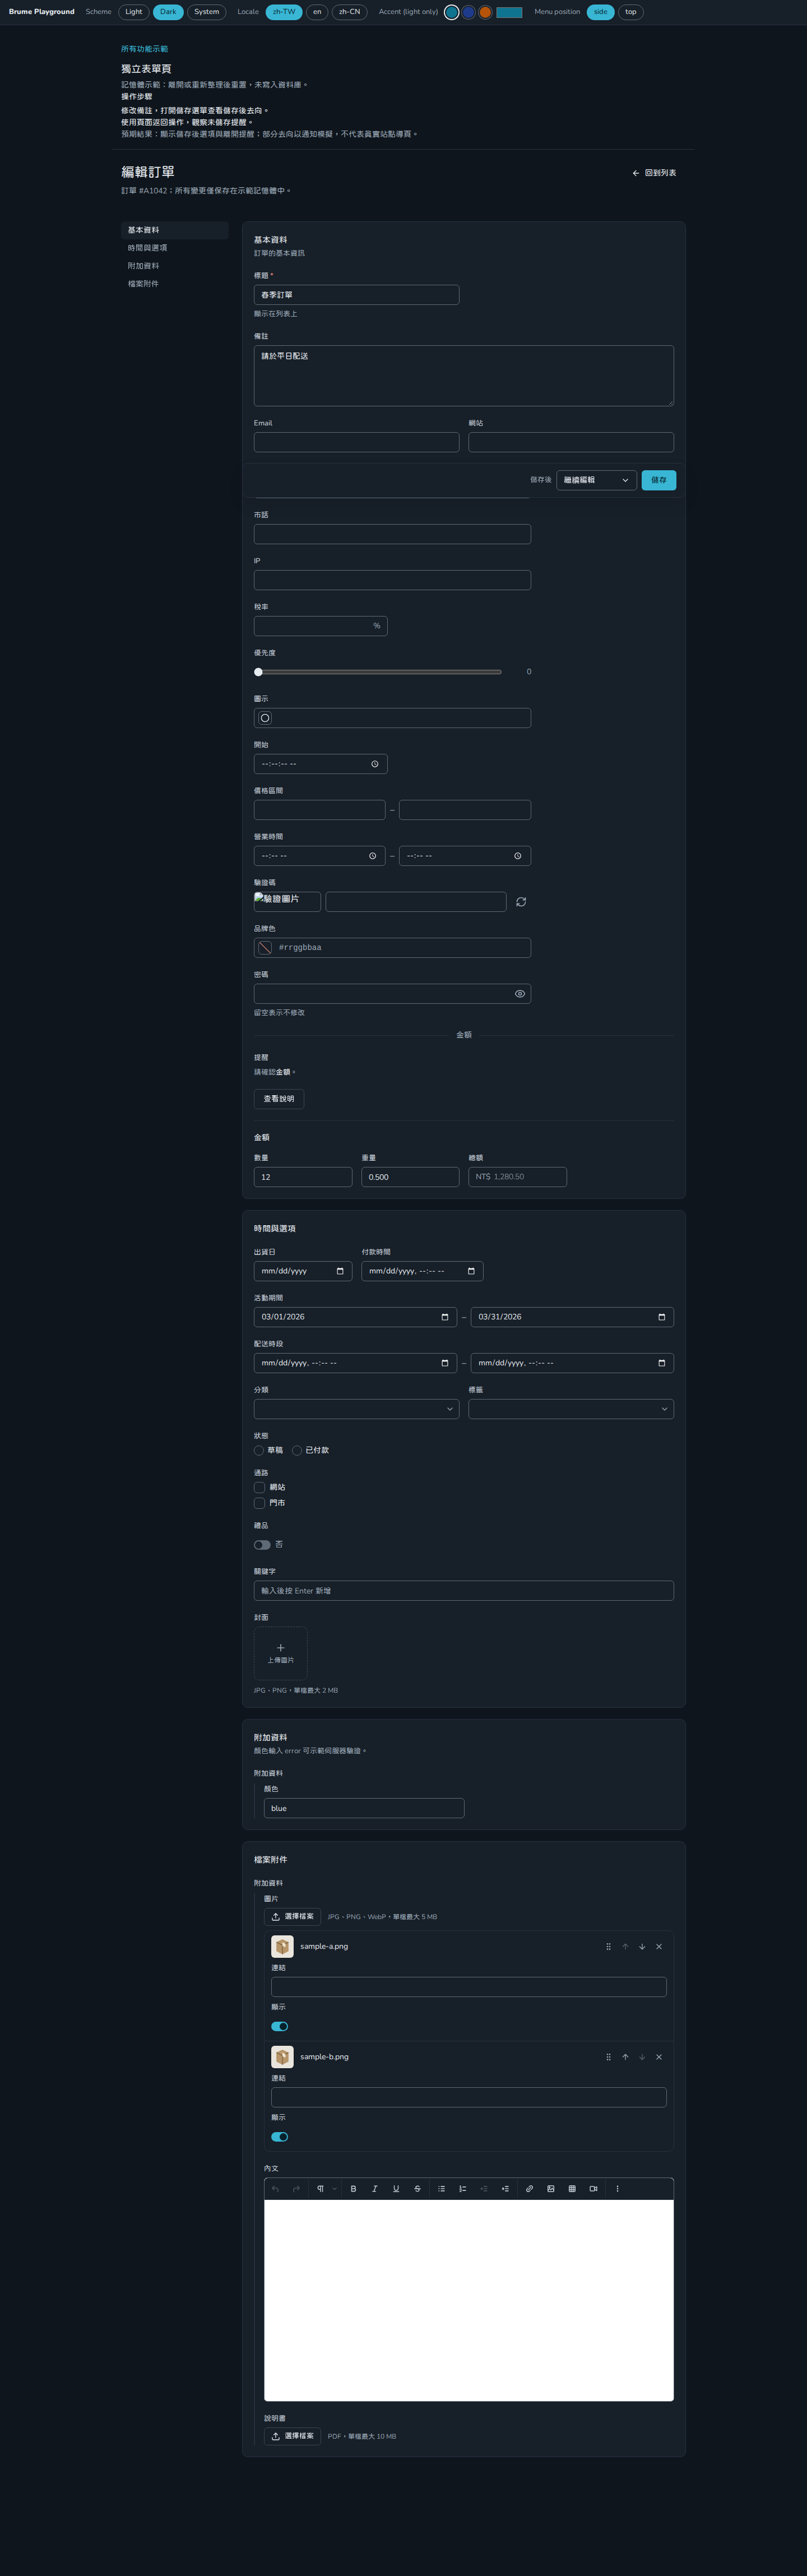 Brume Playground Scheme Light Dark System Locale zh-TW en zh-CN Accent (light only) Menu position side top
所有功能示範
獨立表單頁
記憶體示範：離開或重新整理後重置，未寫入資料庫。
操作步驟
修改備註，打開儲存選單查看儲存後去向。
使用頁面返回操作，觀察未儲存提醒。
預期結果：顯示儲存後選項與離開提醒；部分去向以通知模擬，不代表真實站點導頁。
編輯訂單
回到列表
訂單 #A1042；所有變更僅保存在示範記憶體中。
基本資料
時間與選項
附加資料
檔案附件
基本資料
訂單的基本資訊
標題 *
春季訂單
顯示在列表上
備註
請於平日配送
Email 網站
儲存後 繼續編輯 儲存
市話
IP
稅率
%
優先度
0
圖示
開始
--:--:-- --
價格區間
–
營業時間
--:-- -- – --:-- --
驗證碼
驗證圖片
品牌色
#rrggbbaa
密碼
留空表示不修改
金額
提醒
請確認金額。
查看說明
金額
數量 重量 總額
12 0.500 NT$ 1,280.50
時間與選項
出貨日 付款時間
mm/dd/yyyy mm/dd/yyyy, --:-- --
活動期間
03/01/2026 – 03/31/2026
配送時段
mm/dd/yyyy, --:-- -- – mm/dd/yyyy, --:-- --
分類 標籤
狀態
草稿 已付款
通路
網站
門市
禮品
否
關鍵字
輸入後按 Enter 新增
封面
上傳圖片
JPG、PNG，單檔最大 2 MB
附加資料
顏色輸入 error 可示範伺服器驗證。
附加資料
顏色
blue
檔案附件
附加資料
圖片
選擇檔案 JPG、PNG、WebP，單檔最大 5 MB
sample-a.png
連結
顯示
sample-b.png
連結
顯示
內文
說明書
選擇檔案 PDF，單檔最大 10 MB